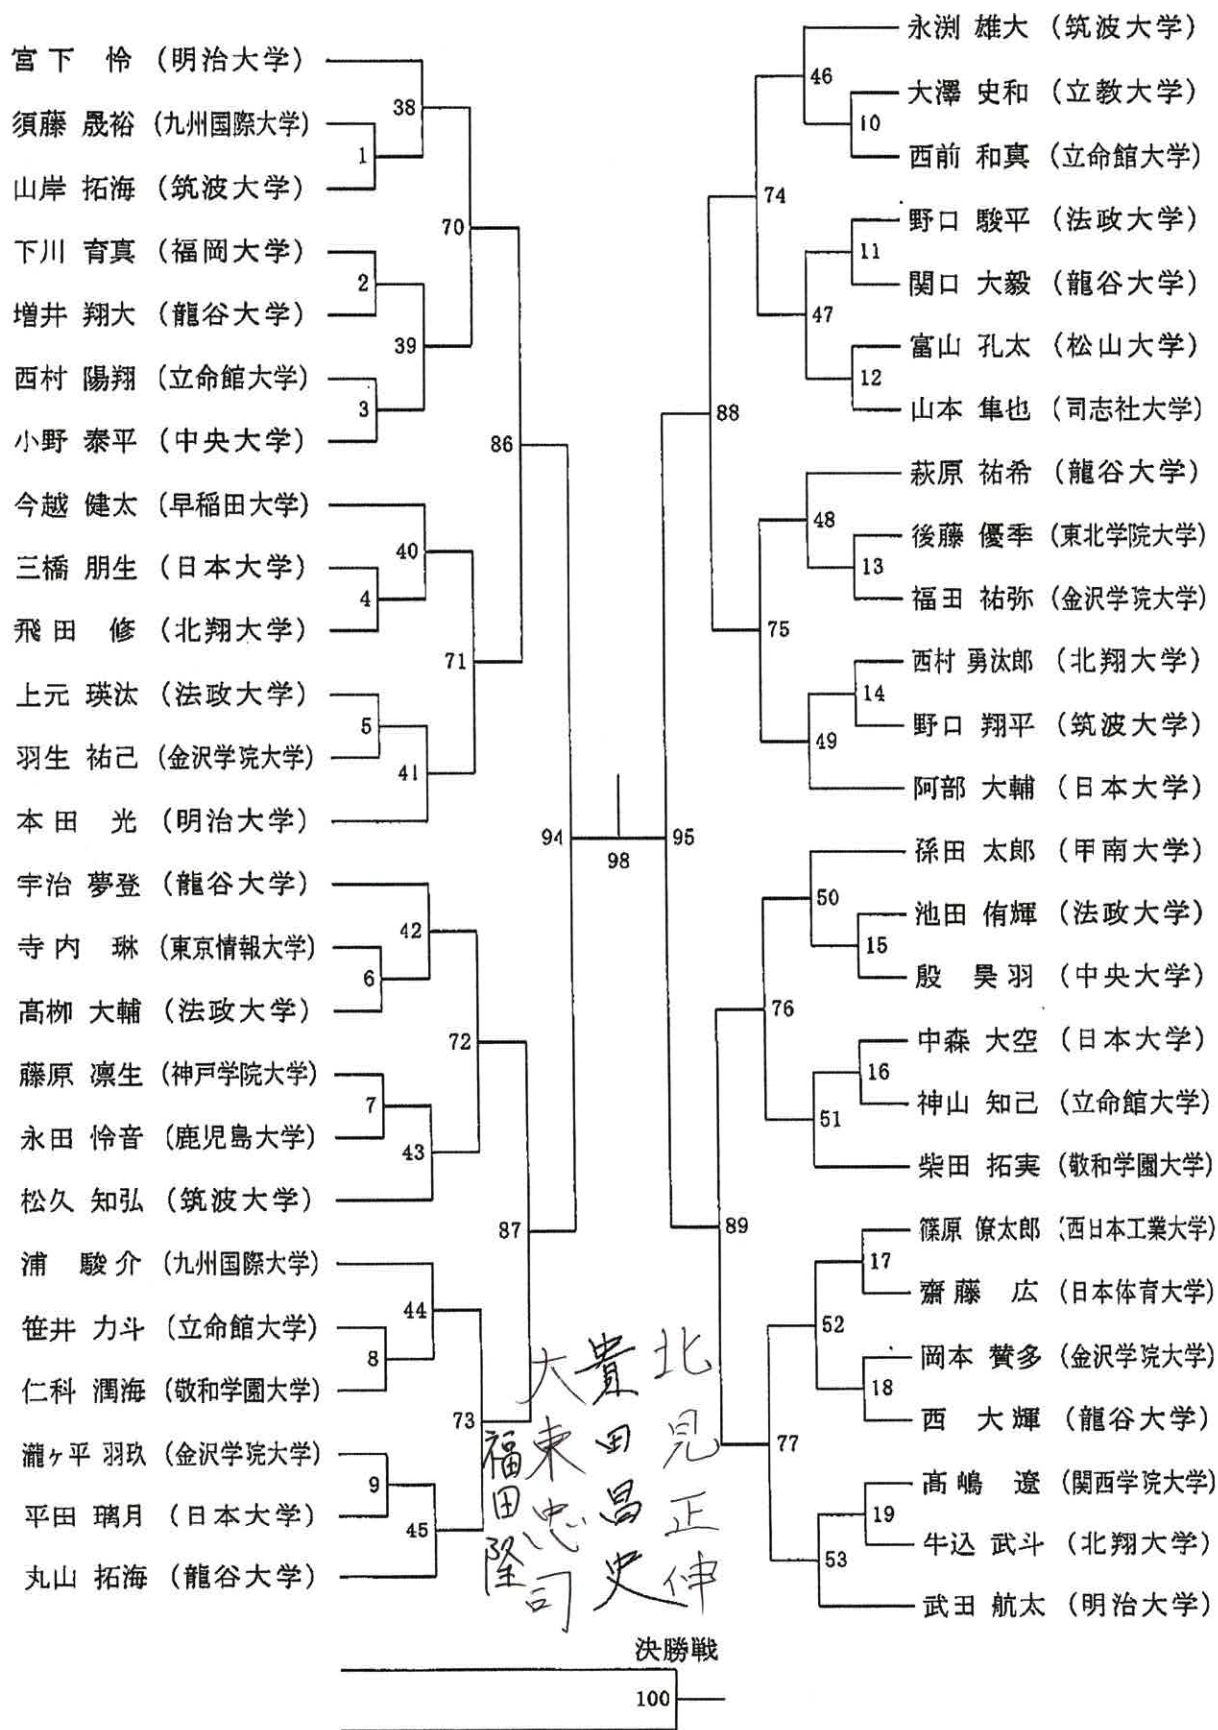 宮下 怜 (明治大学)
須藤 晟裕 (九州国際大学)
山岸 拓海 (筑波大学)
下川 育真 (福岡大学)
増井 翔大 (龍谷大学)
西村 陽翔 (立命館大学)
小野 泰平 (中央大学)
今越 健太 (早稲田大学)
三橋 朋生 (日本大学)
飛田 修 (北翔大学)
上元 瑛汰 (法政大学)
羽生 祐己 (金沢学院大学)
本田 光 (明治大学)
宇治 夢登 (龍谷大学)
寺内 琳 (東京情報大学)
髙栁 大輔 (法政大学)
藤原 凛生 (神戸学院大学)
永田 怜音 (鹿児島大学)
松久 知弘 (筑波大学)
浦 駿介 (九州国際大学)
笹井 力斗 (立命館大学)
仁科 潤海 (敬和学園大学)
瀧ヶ平 羽玖 (金沢学院大学)
平田 璃月 (日本大学)
丸山 拓海 (龍谷大学)
1
2
3
4
5
6
7
8
9
38
39
40
41
42
43
44
45
70
71
72
73
86
87
94
98
95
88
89
74
75
76
77
46
47
48
49
50
51
52
53
10
11
12
13
14
15
16
17
18
19
永渕 雄大 (筑波大学)
大澤 史和 (立教大学)
西前 和真 (立命館大学)
野口 駿平 (法政大学)
関口 大毅 (龍谷大学)
富山 孔太 (松山大学)
山本 隼也 (司志社大学)
萩原 祐希 (龍谷大学)
後藤 優季 (東北学院大学)
福田 祐弥 (金沢学院大学)
西村 勇汰郎 (北翔大学)
野口 翔平 (筑波大学)
阿部 大輔 (日本大学)
孫田 太郎 (甲南大学)
池田 侑輝 (法政大学)
殷 昊羽 (中央大学)
中森 大空 (日本大学)
神山 知己 (立命館大学)
柴田 拓実 (敬和学園大学)
篠原 僚太郎 (西日本工業大学)
齋藤 広 (日本体育大学)
岡本 賛多 (金沢学院大学)
西 大輝 (龍谷大学)
髙嶋 遼 (関西学院大学)
牛込 武斗 (北翔大学)
武田 航太 (明治大学)
北見正伸
貴田昌史
大東忠司
福田隆
決勝戦
100